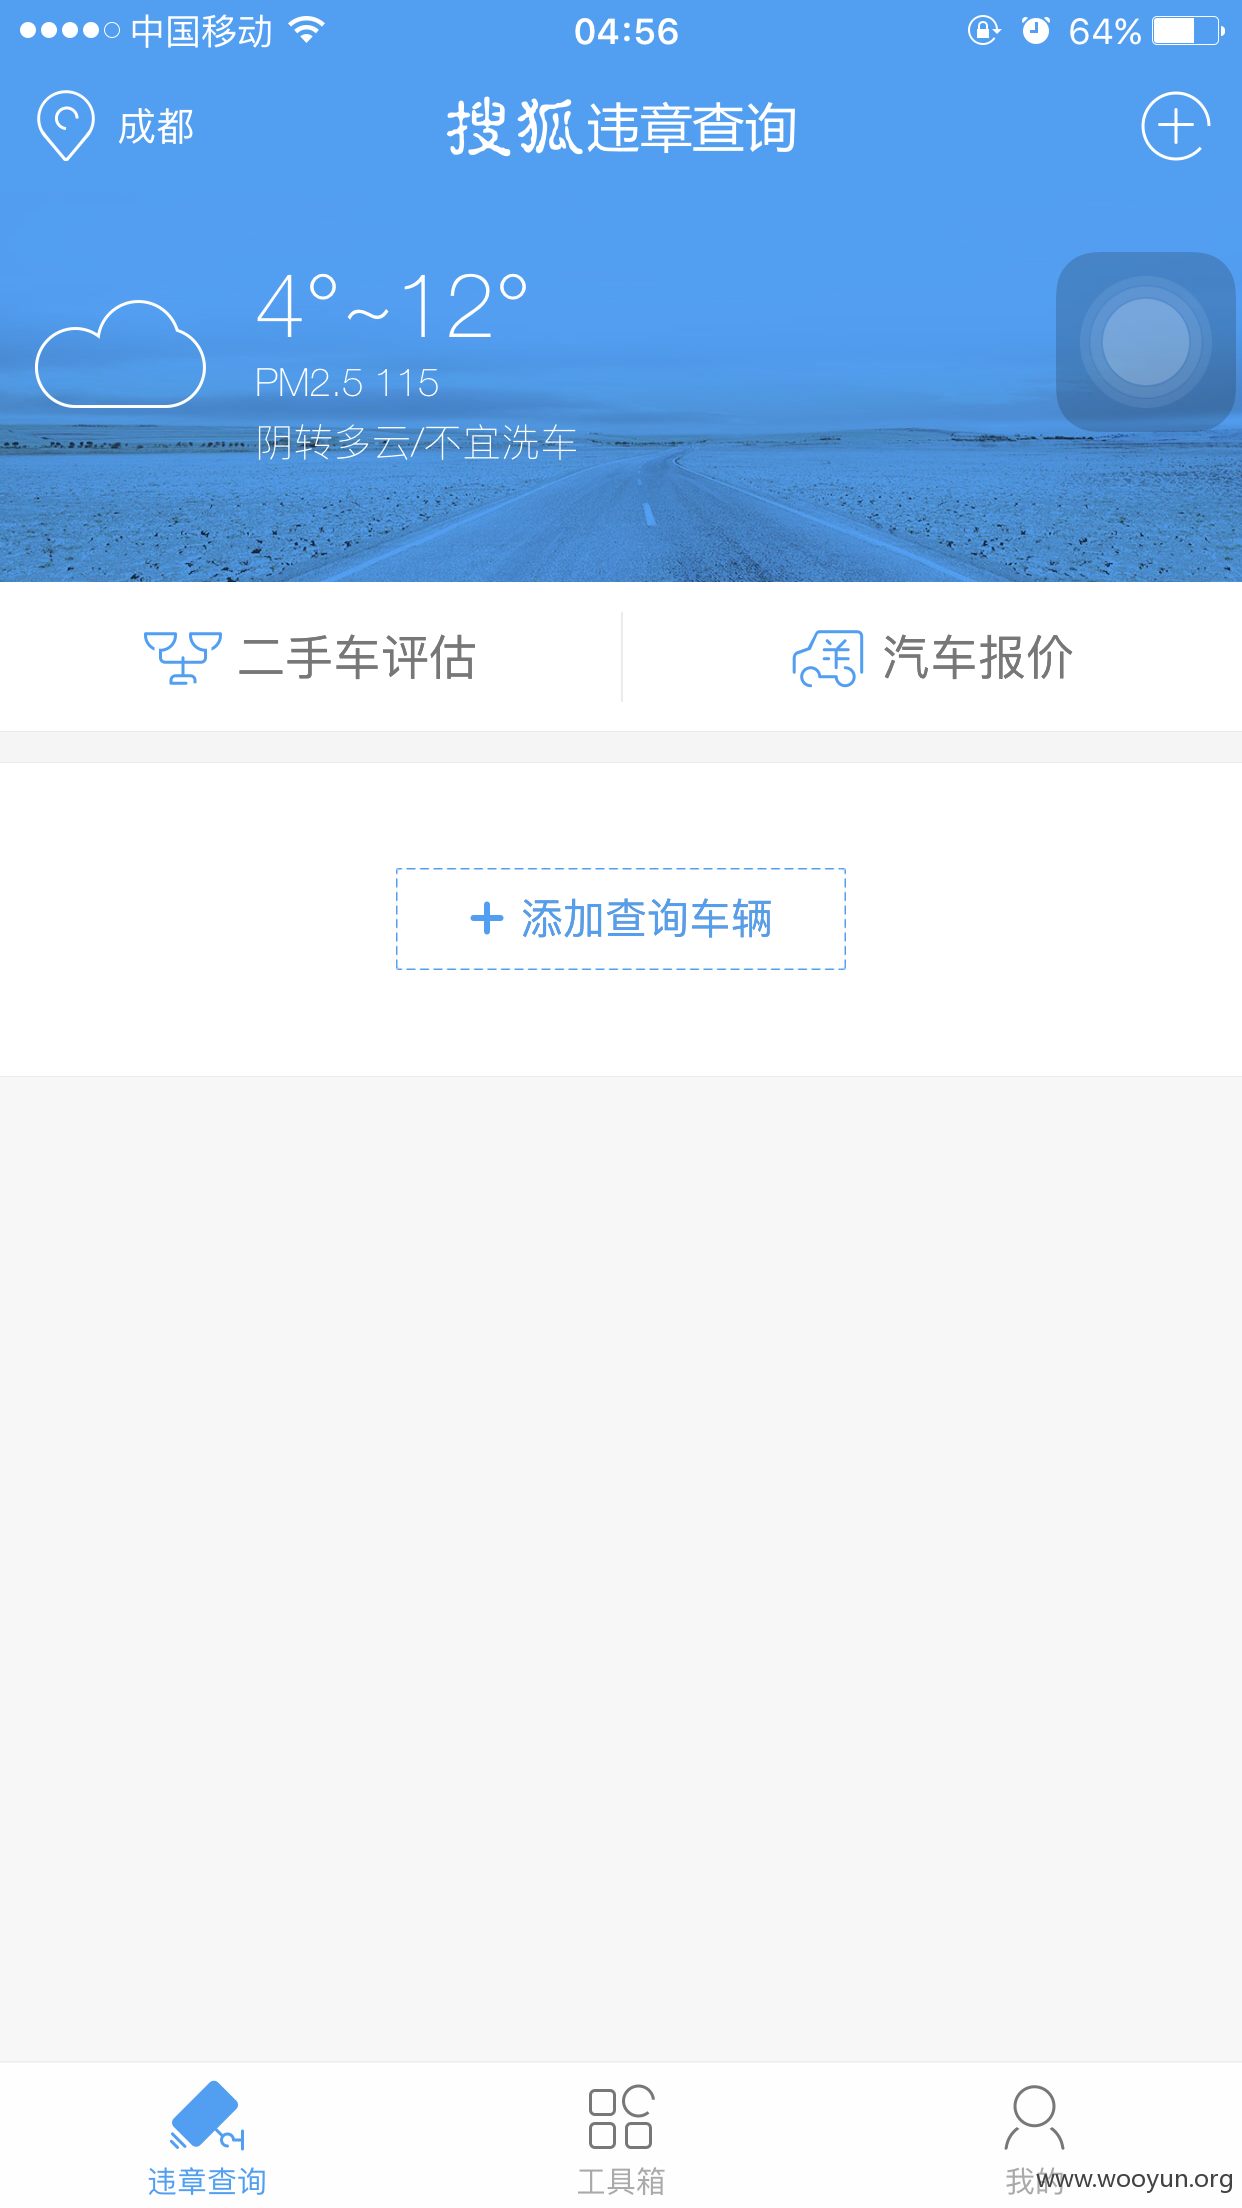 中国移动
04:56
64%
成都
搜狐违章查询
4°~12°
PM2.5 115
阴转多云/不宜洗车
二手车评估
汽车报价
+ 添加查询车辆
违章查询
工具箱
我的
www.wooyun.org